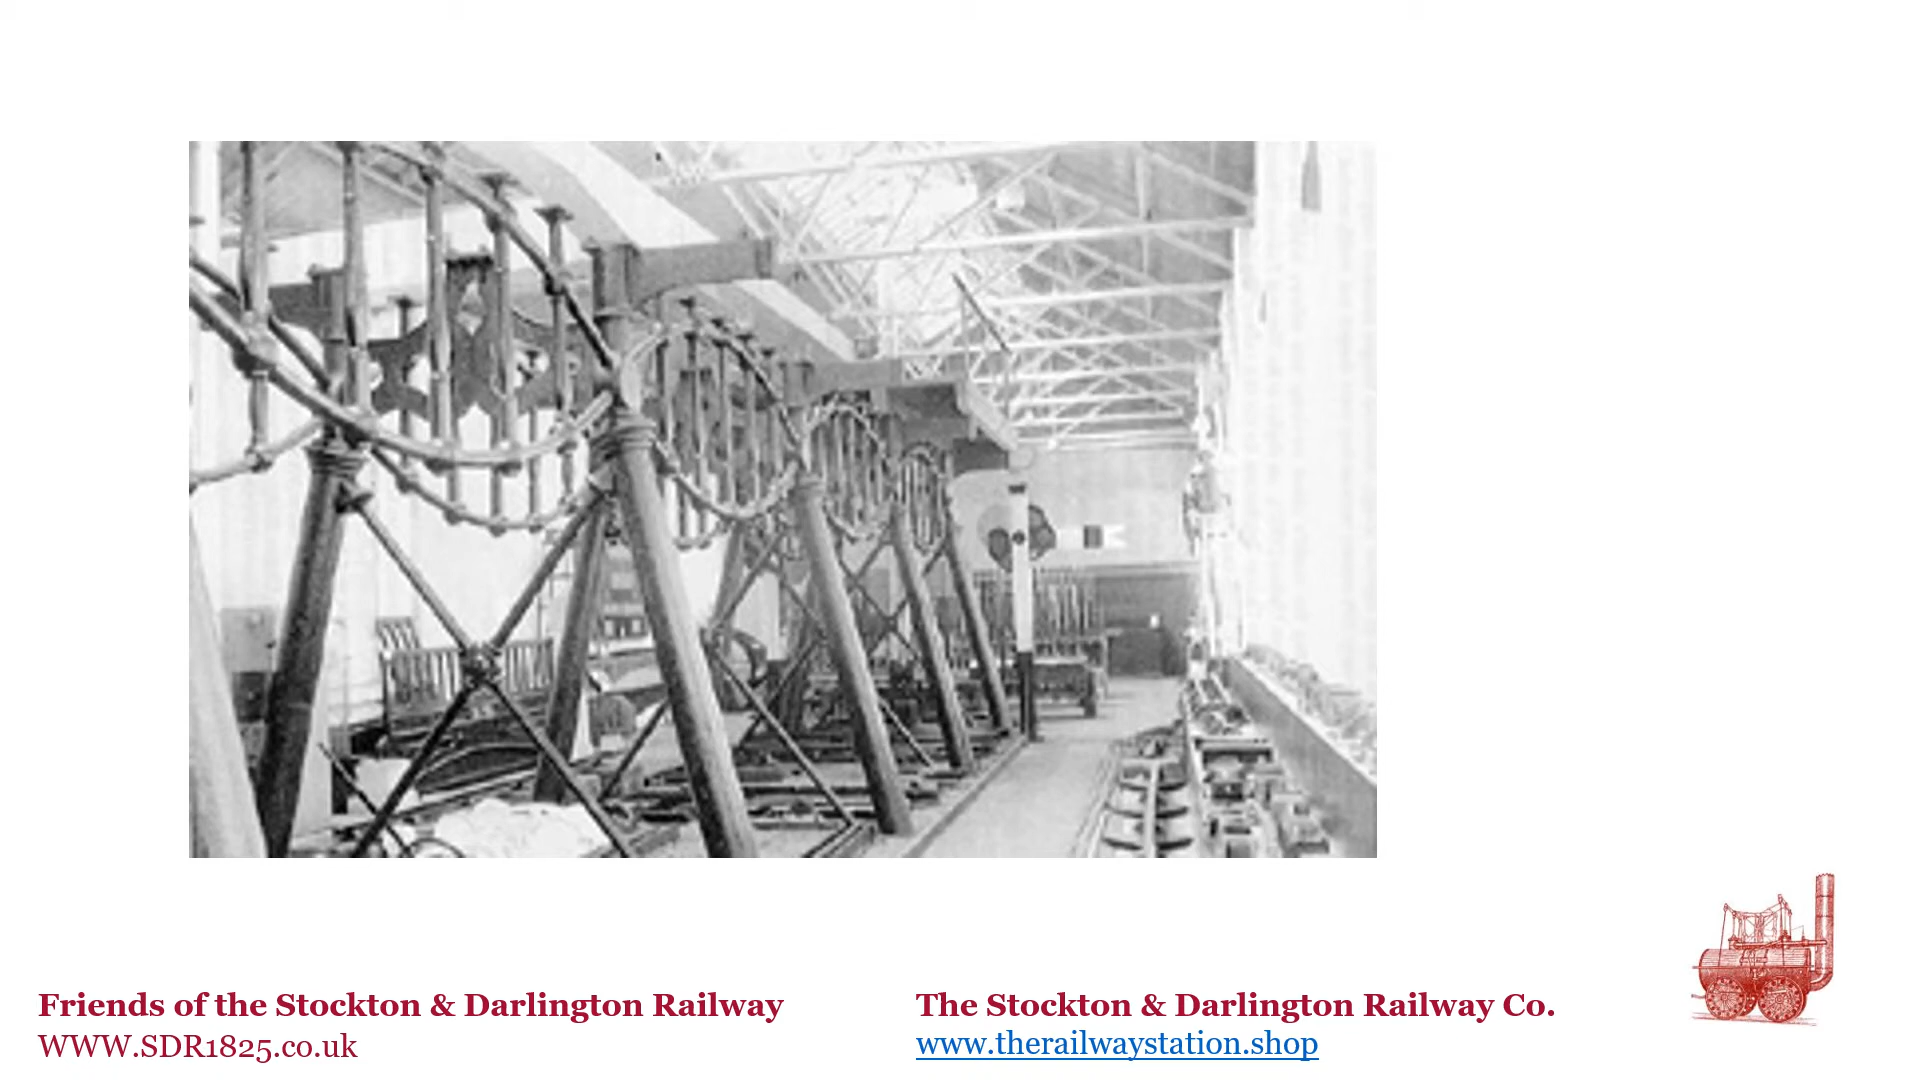 Friends of the Stockton & Darlington Railway
WWW.SDR1825.co.uk
The Stockton & Darlington Railway Co.
www.therailwaystation.shop